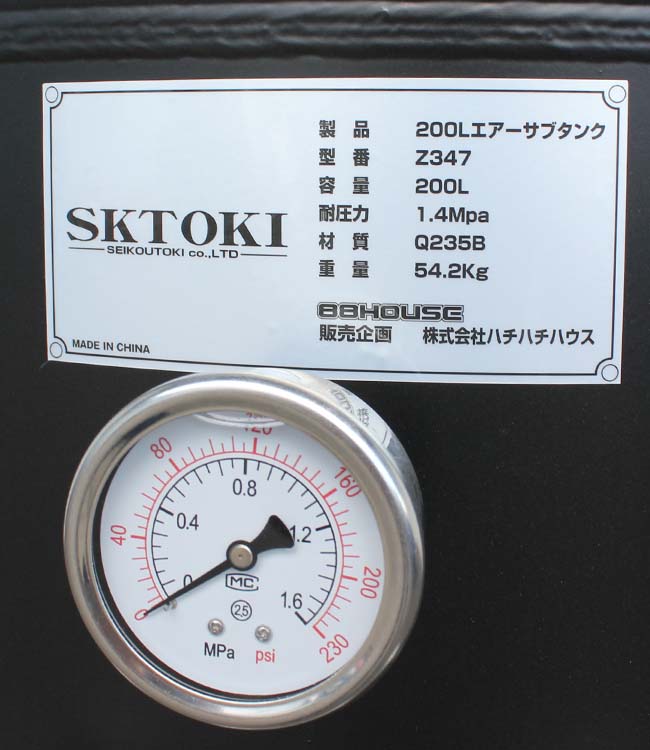 製品 200Lエアーサブタンク
型番 Z347
容量 200L
耐圧力 1.4Mpa
材質 Q235B
重量 54.2Kg
SKTOKI
SEIKOUTOKI co.,LTD
88HOUSE
販売企画 株式会社ハチハチハウス
MADE IN CHINA
120
80
160
0.8
40
0.4
1.2
200
0
0
MC
1.6
2.5
230
MPa psi